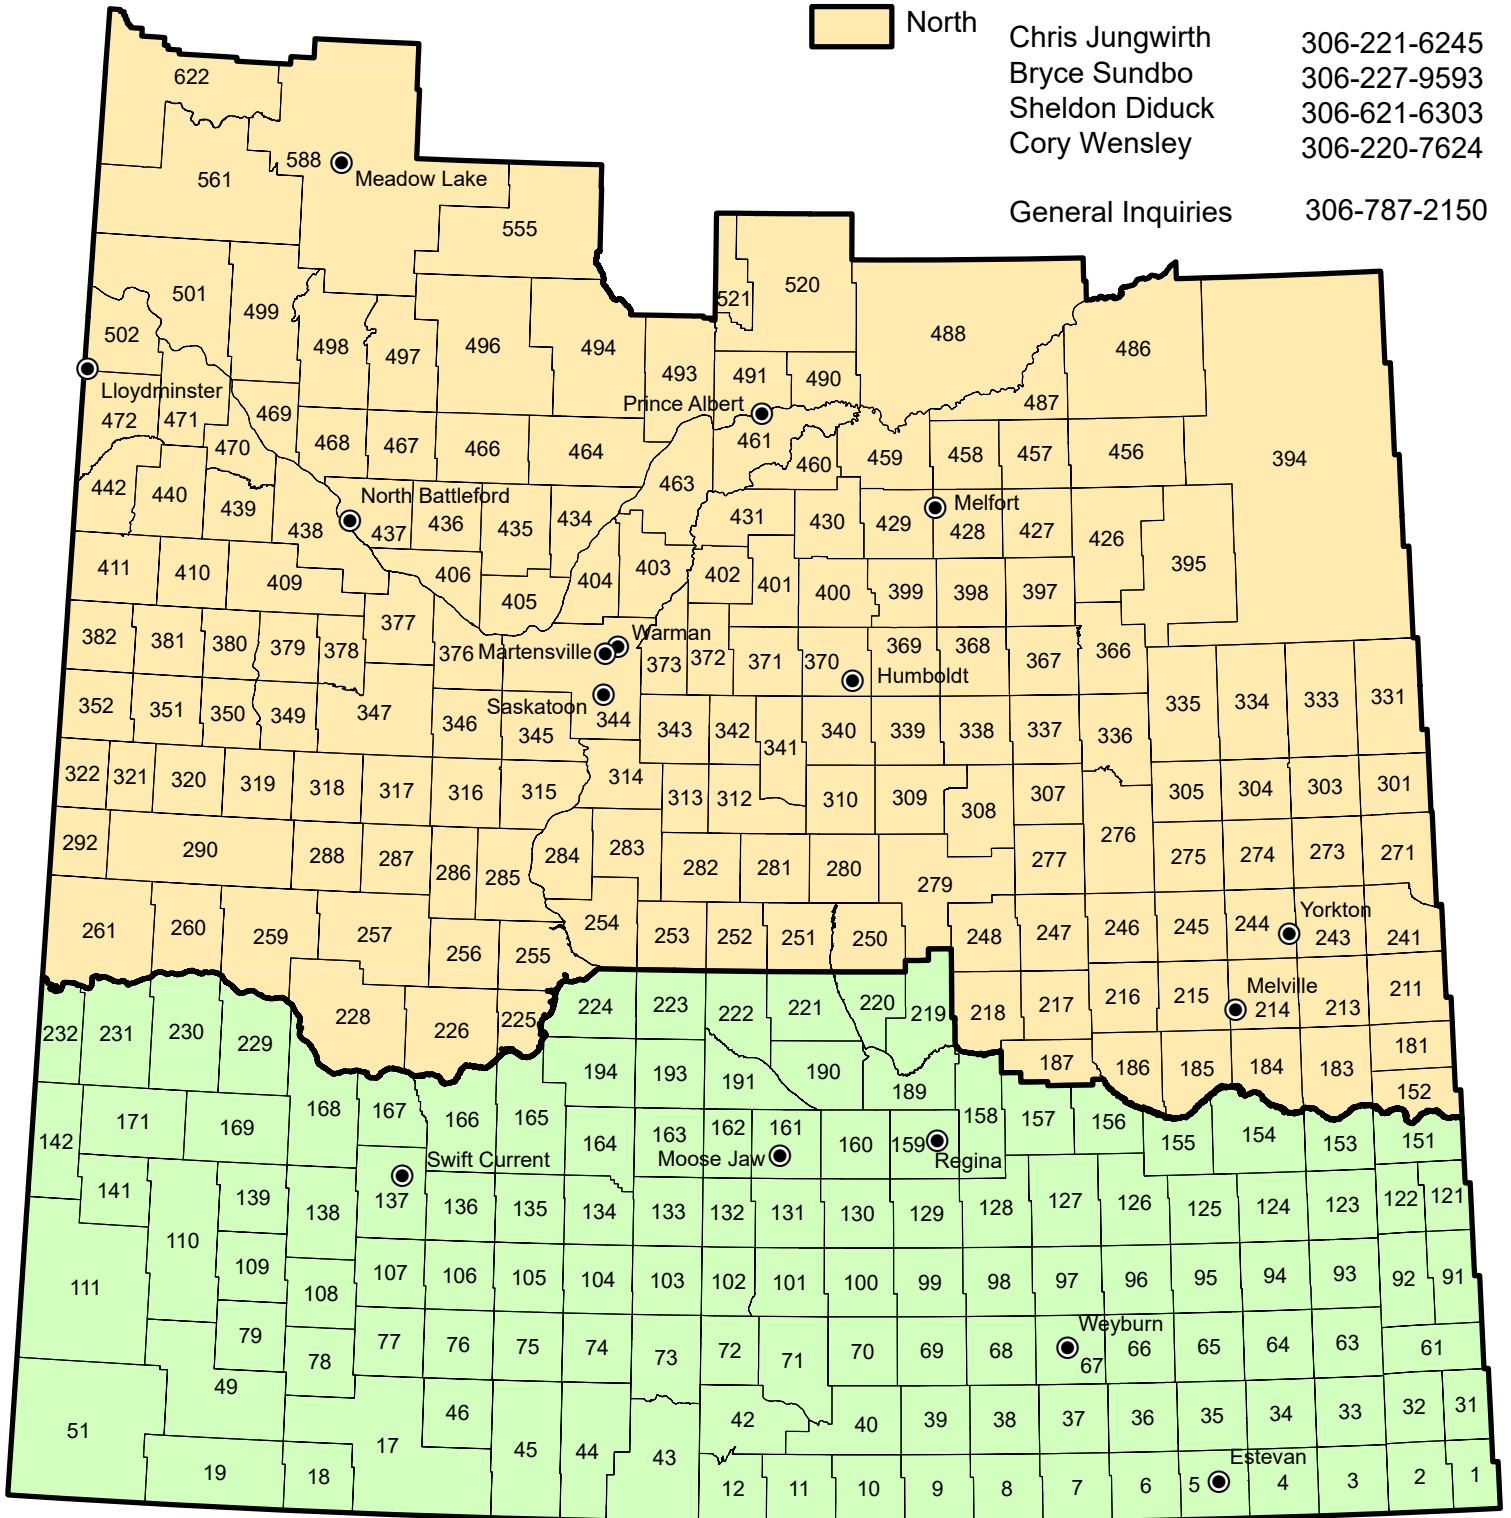 North
Chris Jungwirth 306-221-6245
Bryce Sundbo 306-227-9593
Sheldon Diduck 306-621-6303
Cory Wensley 306-220-7624
General Inquiries 306-787-2150
622
588 Meadow Lake
561
555
501 499 521 520
502 498 497 496 494 488 486
Lloydminster 493 491 490
472 471 469 Prince Albert 487
470 468 467 466 464 461 460 459 458 457 456 394
442 440 439 North Battleford 463 Melfort
438 437 436 435 434 431 430 429 428 427 426
411 410 409 406 405 404 403 402 401 400 399 398 397 395
382 381 380 379 378 377 376 Martensville Warman 373 372 371 370 369 368 367 366
Humboldt
352 351 350 349 347 346 345 Saskatoon 344 343 342 341 340 339 338 337 336 335 334 333 331
322 321 320 319 318 317 316 315 314 313 312 310 309 308 307 305 304 303 301
292 290 288 287 286 285 284 283 282 281 280 279 277 276 275 274 273 271
261 260 259 257 256 255 254 253 252 251 250 248 247 246 245 244 Yorkton 243 241
228 226 225 224 223 222 221 220 219 218 217 216 215 Melville 214 213 211
232 231 230 229 194 193 191 190 189 187 186 185 184 183 181
152
142 171 169 168 167 166 165 164 163 162 161 160 159 158 157 156 155 154 153 151
Swift Current Moose Jaw Regina
141 139 138 137 136 135 134 133 132 131 130 129 128 127 126 125 124 123 122 121
111 110 109 108 107 106 105 104 103 102 101 100 99 98 97 96 95 94 93 92 91
79 78 77 76 75 74 73 72 71 70 69 68 Weyburn 67 66 65 64 63 61
51 49 17 46 45 44 43 42 40 39 38 37 36 35 34 33 32 31
Estevan
19 18 12 11 10 9 8 7 6 5 4 3 2 1